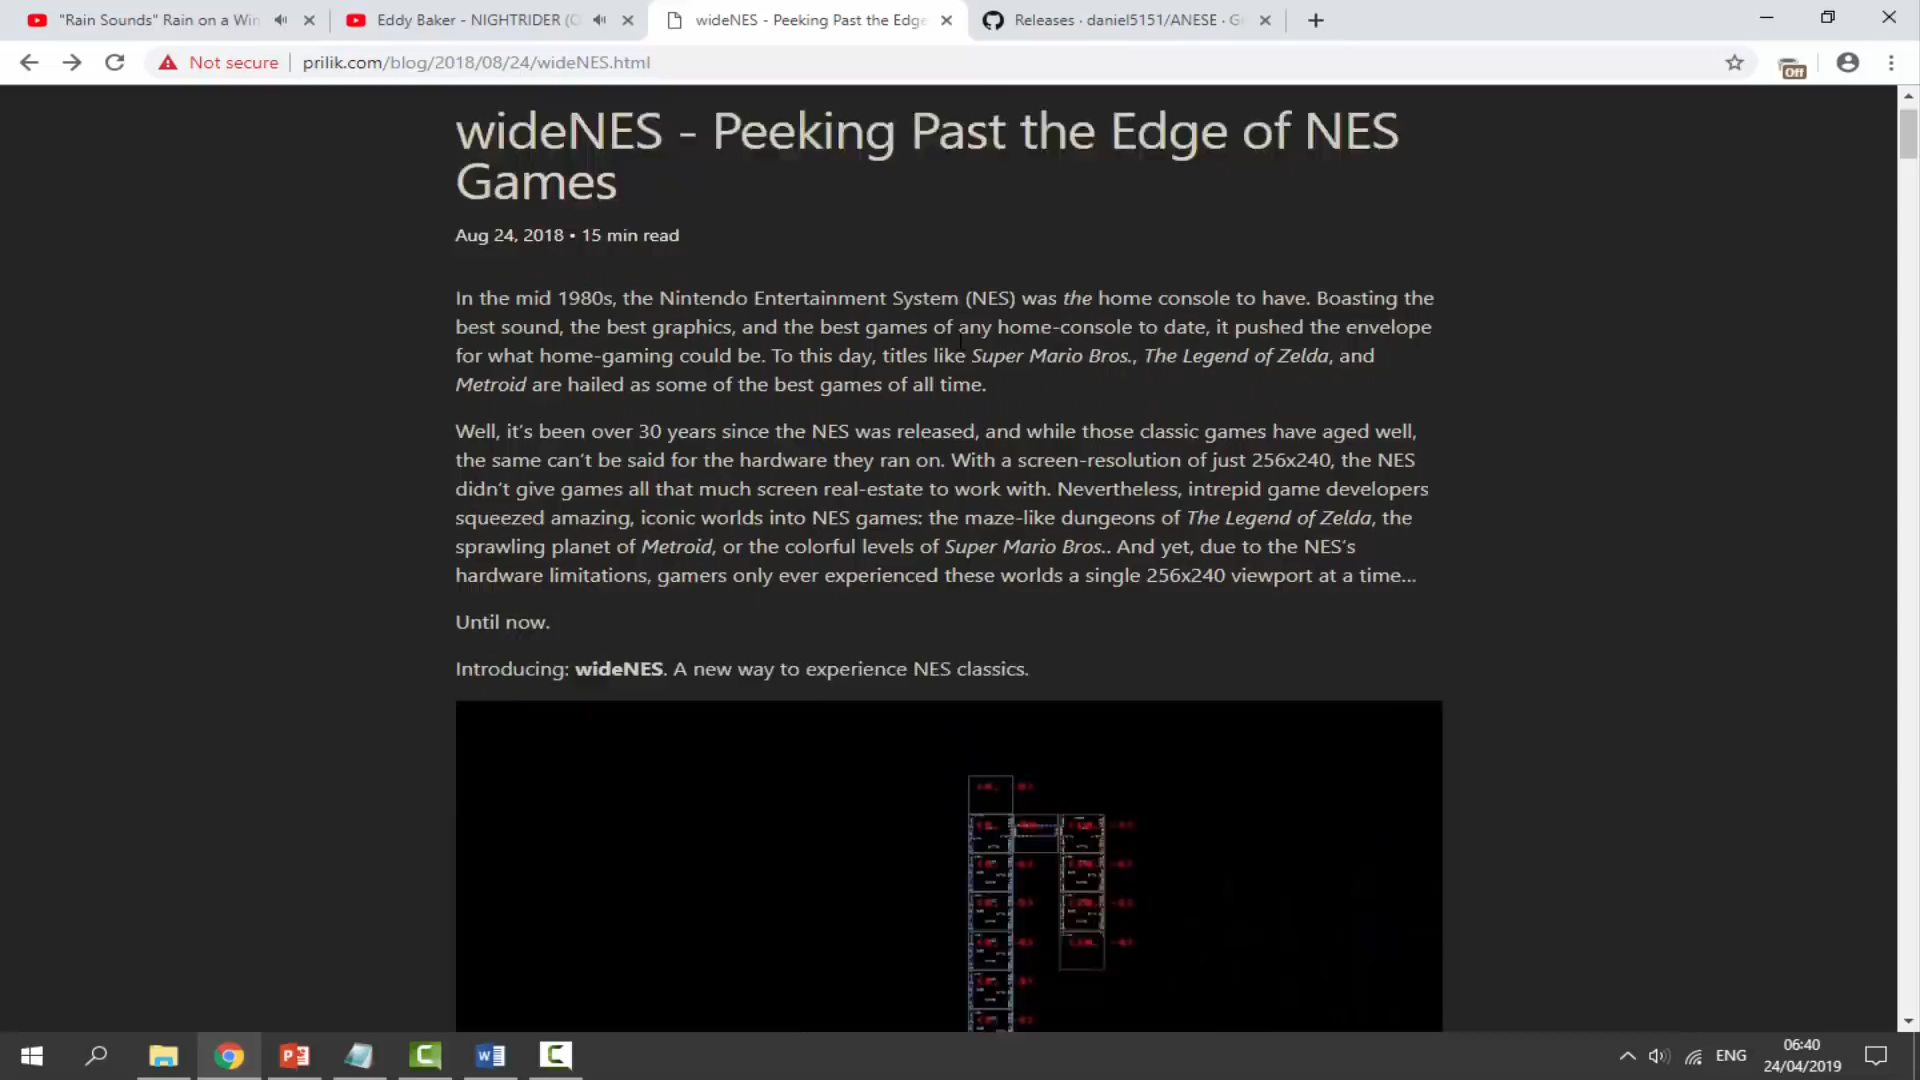 "Rain Sounds" Rain on a Win
Eddy Baker - NIGHTRIDER (O
wideNES - Peeking Past the Edge
Releases · daniel5151/ANESE · Gi
Not secure
prilik.com/blog/2018/08/24/wideNES.html
Off
wideNES - Peeking Past the Edge of NES
Games
Aug 24, 2018 • 15 min read
In the mid 1980s, the Nintendo Entertainment System (NES) was the home console to have. Boasting the
best sound, the best graphics, and the best games of any home-console to date, it pushed the envelope
for what home-gaming could be. To this day, titles like Super Mario Bros., The Legend of Zelda, and
Metroid are hailed as some of the best games of all time.
Well, it's been over 30 years since the NES was released, and while those classic games have aged well,
the same can't be said for the hardware they ran on. With a screen-resolution of just 256x240, the NES
didn't give games all that much screen real-estate to work with. Nevertheless, intrepid game developers
squeezed amazing, iconic worlds into NES games: the maze-like dungeons of The Legend of Zelda, the
sprawling planet of Metroid, or the colorful levels of Super Mario Bros.. And yet, due to the NES's
hardware limitations, gamers only ever experienced these worlds a single 256x240 viewport at a time...
Until now.
Introducing: wideNES. A new way to experience NES classics.
ENG
06:40
24/04/2019